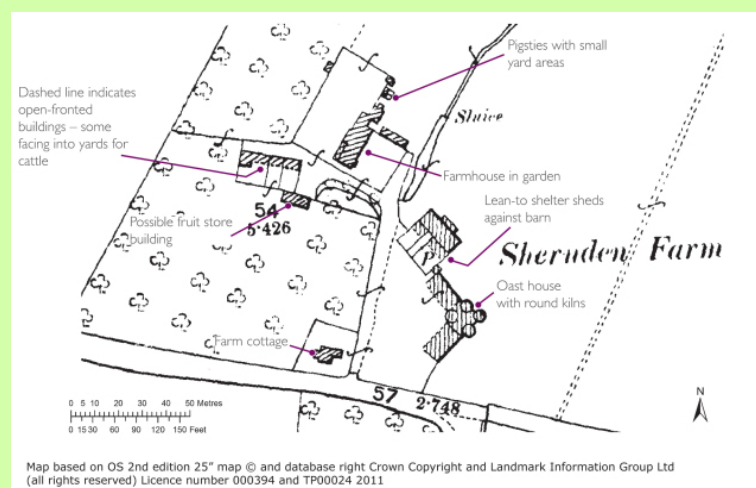 Pigsties with small
yard areas
Dashed line indicates
open-fronted
buildings – some
facing into yards for
cattle
Sluice
Farmhouse in garden
Lean-to shelter sheds
against barn
54
5·426
Possible fruit store
building
P
Shernden Farm
Oast house
with round kilns
Farm cottage
57
2·748
N
0 5 10 20 30 40 50 Metres
0 15 30 60 90 120 150 Feet
Map based on OS 2nd edition 25" map © and database right Crown Copyright and Landmark Information Group Ltd
(all rights reserved) Licence number 000394 and TP00024 2011